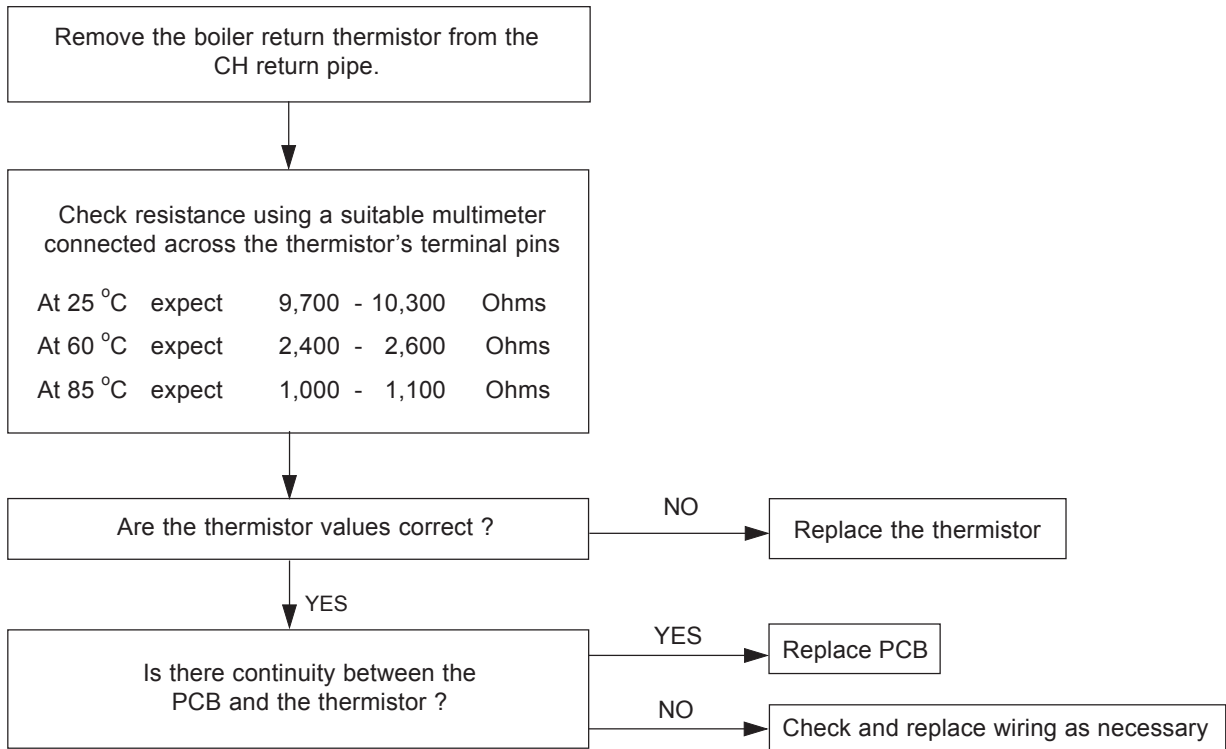 Remove the boiler return thermistor from the
CH return pipe.
Check resistance using a suitable multimeter
connected across the thermistor's terminal pins
At 25 °C expect 9,700 - 10,300 Ohms
At 60 °C expect 2,400 - 2,600 Ohms
At 85 °C expect 1,000 - 1,100 Ohms
Are the thermistor values correct ?
NO
Replace the thermistor
YES
Is there continuity between the
PCB and the thermistor ?
YES
Replace PCB
NO
Check and replace wiring as necessary